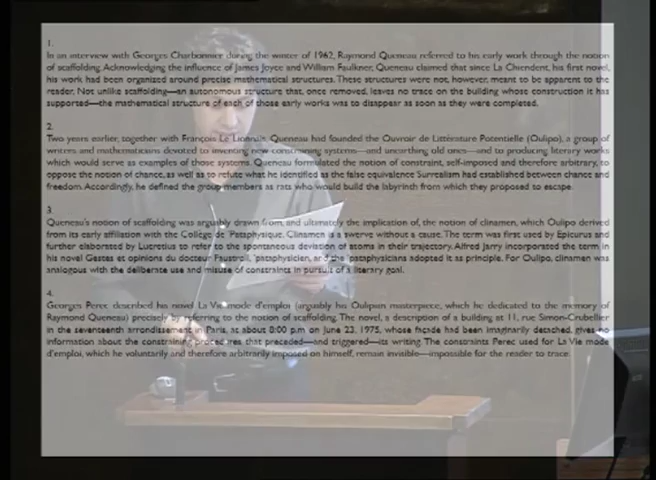 1.
In an interview with Georges Charbonnier during the winter of 1962, Raymond Queneau referred to his early work through the notion
of scaffolding. Acknowledging the influence of James Joyce and William Faulkner, Queneau claimed that since La Chiendent, his first novel,
his work had been organized around precise mathematical structures. These structures were not, however, meant to be apparent to the
reader. Not unlike scaffolding—an autonomous structure that, once removed, leaves no trace on the building whose construction it has
supported—the mathematical structure of each of those early works was to disappear as soon as they were completed.
2.
Two years earlier, together with François Le Lionnais, Queneau had founded the Ouvroir de Littérature Potentielle (Oulipo), a group of
writers and mathematicians devoted to inventing new constraining systems—and unearthing old ones—and to producing literary works
which would serve as examples of those systems. Queneau formulated the notion of constraint, self-imposed and therefore arbitrary, to
oppose the notion of chance, as well as to refute what he identified as the false equivalence Surrealism had established between chance and
freedom. Accordingly, he defined the group members as rats who would build the labyrinth from which they proposed to escape.
3.
Queneau's notion of scaffolding was arguably drawn from, and ultimately the implication of, the notion of clinamen, which Oulipo derived
from its early affiliation with the Collège de 'Pataphysique. Clinamen is a swerve without a cause. The term was first used by Epicurus and
further elaborated by Lucretius to refer to the spontaneous deviation of atoms in their trajectory. Alfred Jarry incorporated the term in
his novel Gestes et opinions du docteur Faustroll, 'pataphysicien, and the 'pataphysicians adopted it as principle. For Oulipo, clinamen was
analogous with the deliberate use and misuse of constraints in pursuit of a literary goal.
4.
Georges Perec described his novel La Vie mode d'emploi (arguably his Oulipian masterpiece, which he dedicated to the memory of
Raymond Queneau) precisely by referring to the notion of scaffolding. The novel, a description of a building at 11, rue Simon-Crubellier
in the seventeenth arrondissement in Paris, at about 8:00 p.m on June 23, 1975, whose façade had been imaginarily detached, gives no
information about the constraining procedures that preceded—and triggered—its writing. The constraints Perec used for La Vie mode
d'emploi, which he voluntarily and therefore arbitrarily imposed on himself, remain invisible—impossible for the reader to trace.